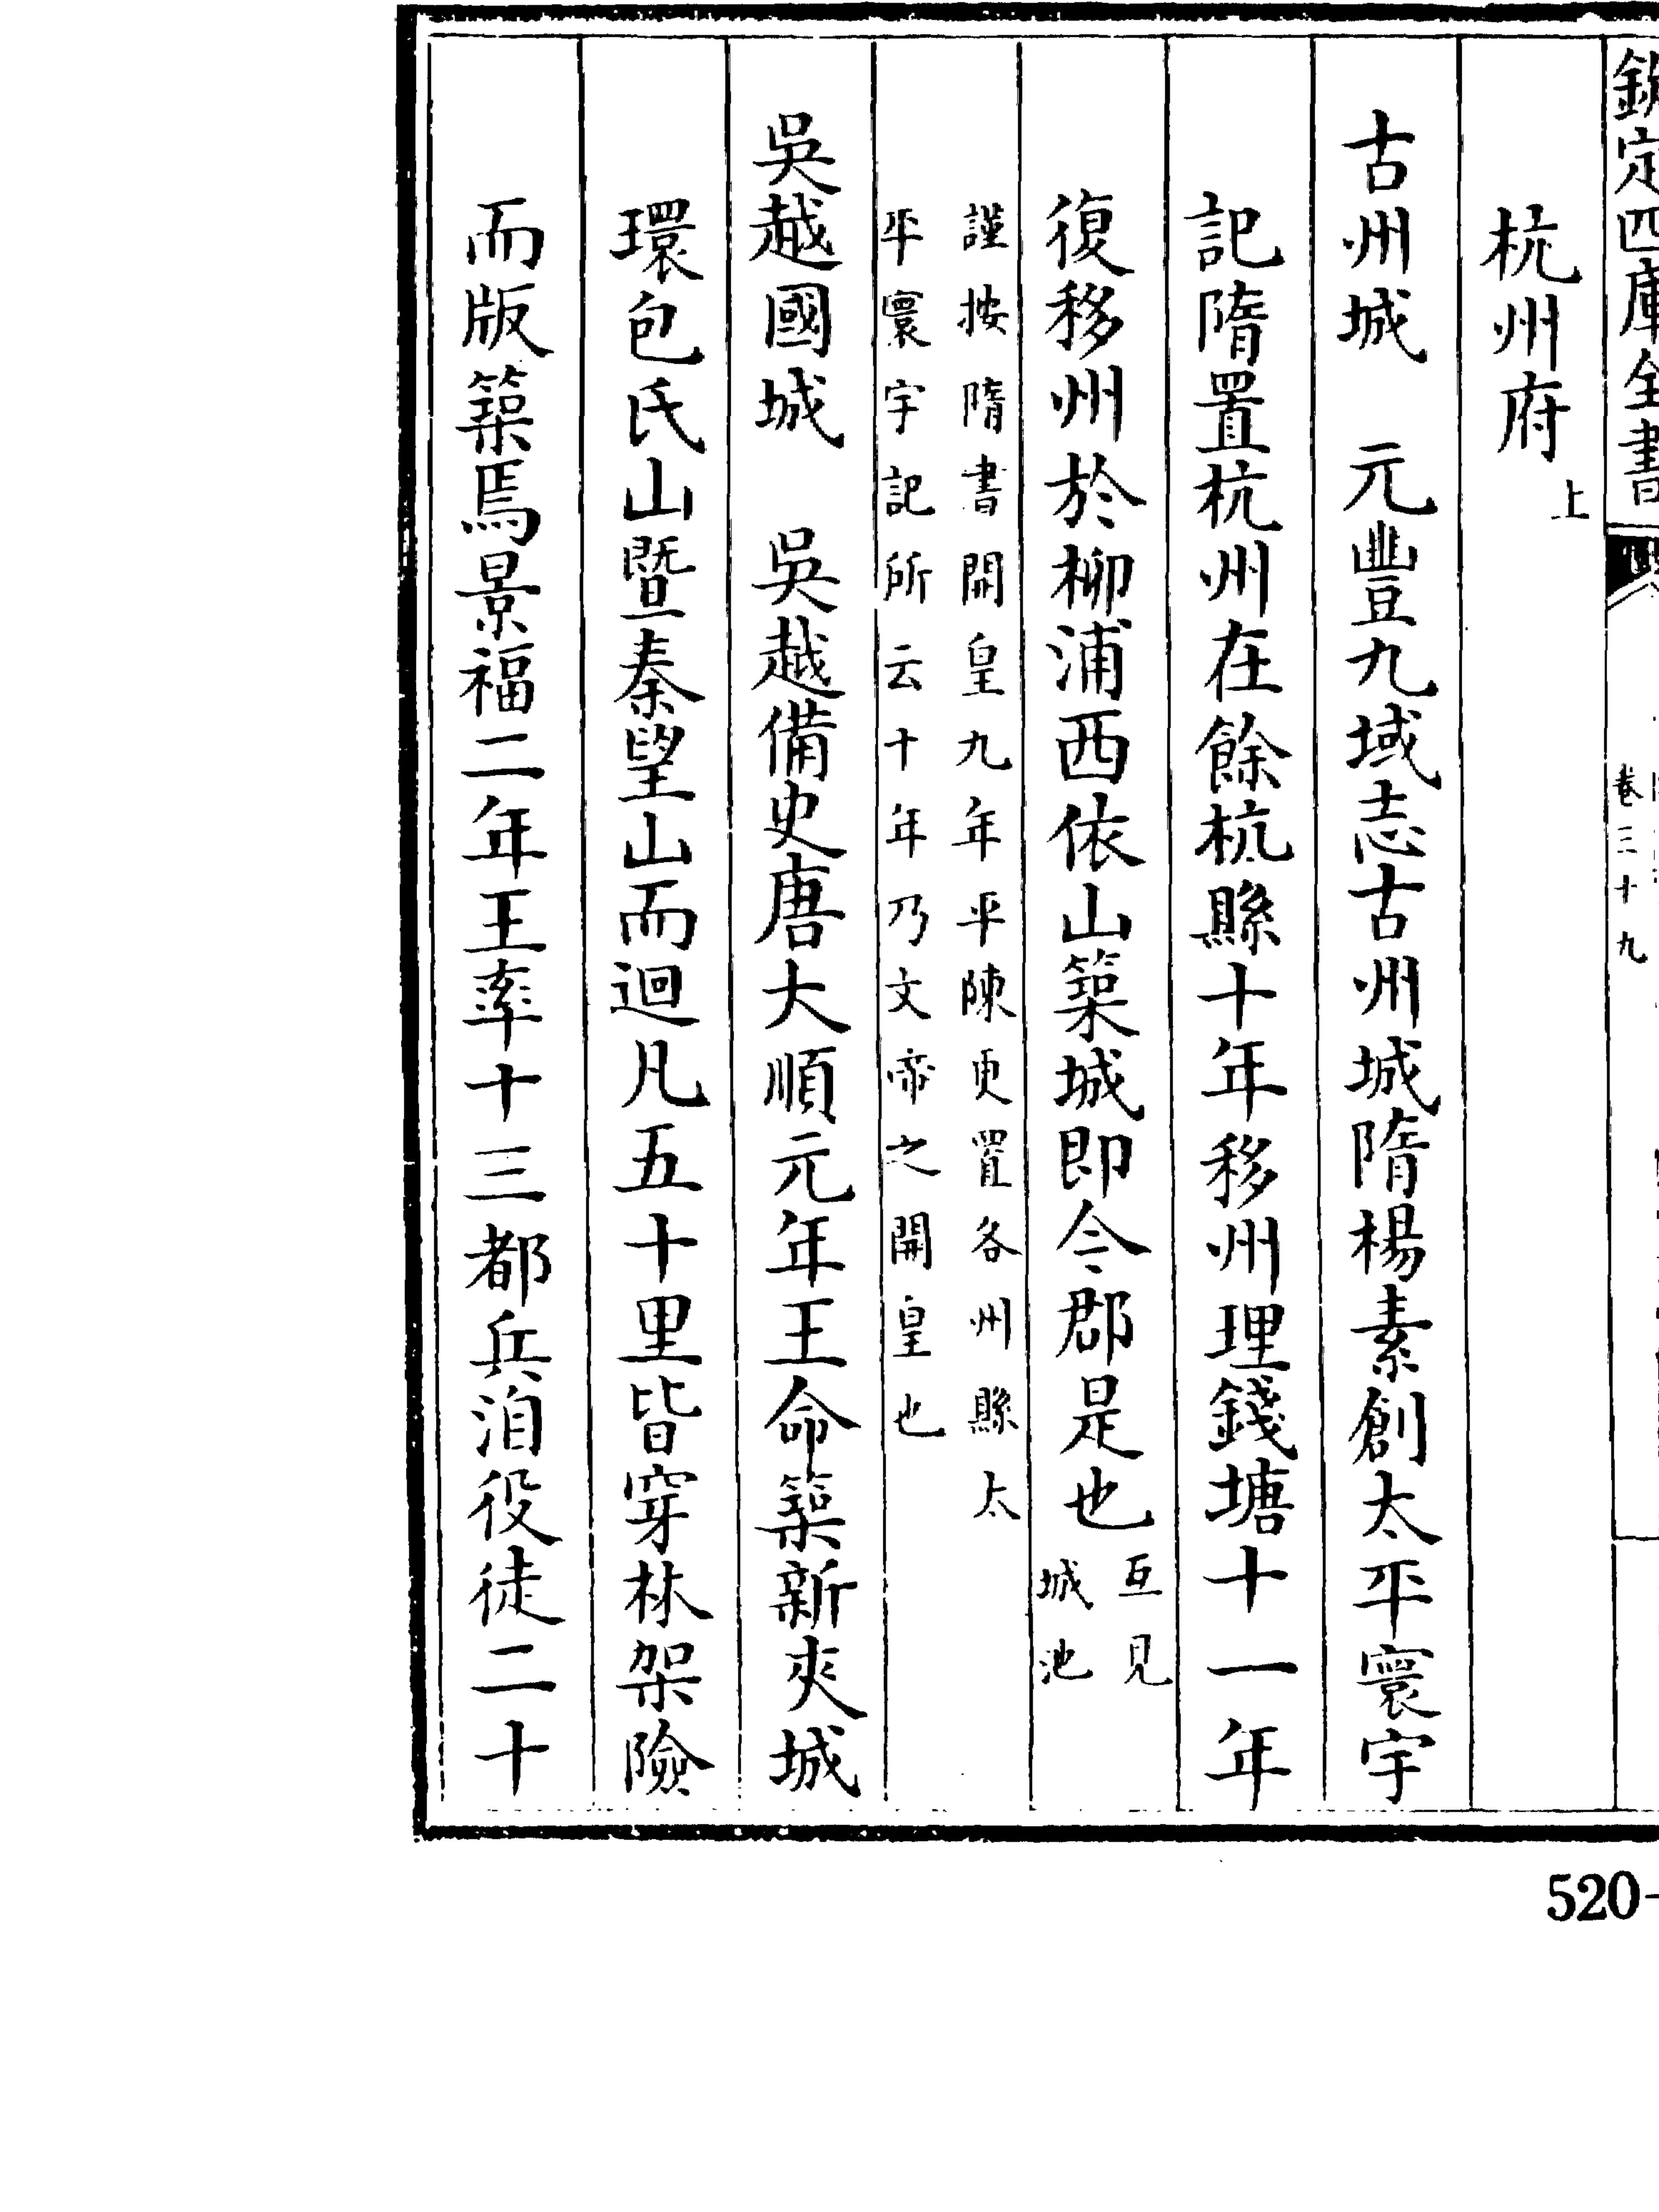 欽定四庫全書
卷三十九
杭州府上
古州城　元豐九域志古州城隋楊素創太平寰宇
記隋置杭州在餘杭縣十年移州理錢塘十一年
復移州於柳浦西依山築城即今郡是也互見
城池
謹按隋書開皇九年平陳更置各州縣太
平寰宇記所云十年乃文帝之開皇也
吳越國城　吳越備史唐大順元年王命築新夾城
環包氏山暨秦望山而迴凡五十里皆穿林架險
而版築焉景福二年王率十三都兵洎役徒二十
520-